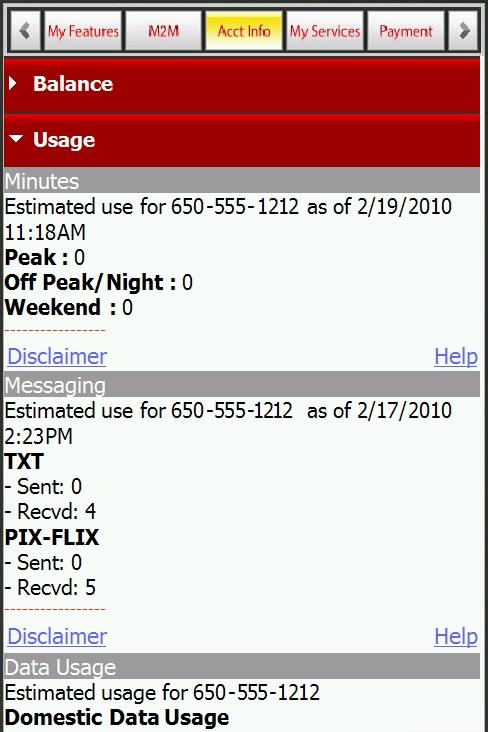 My Features M2M Acct Info My Services Payment
Balance
Usage
Minutes
Estimated use for 650-555-1212 as of 2/19/2010
11:18AM
Peak : 0
Off Peak/Night : 0
Weekend : 0
-----------------
Disclaimer Help
Messaging
Estimated use for 650-555-1212 as of 2/17/2010
2:23PM
TXT
- Sent: 0
- Recvd: 4
PIX-FLIX
- Sent: 0
- Recvd: 5
-----------------
Disclaimer Help
Data Usage
Estimated usage for 650-555-1212
Domestic Data Usage